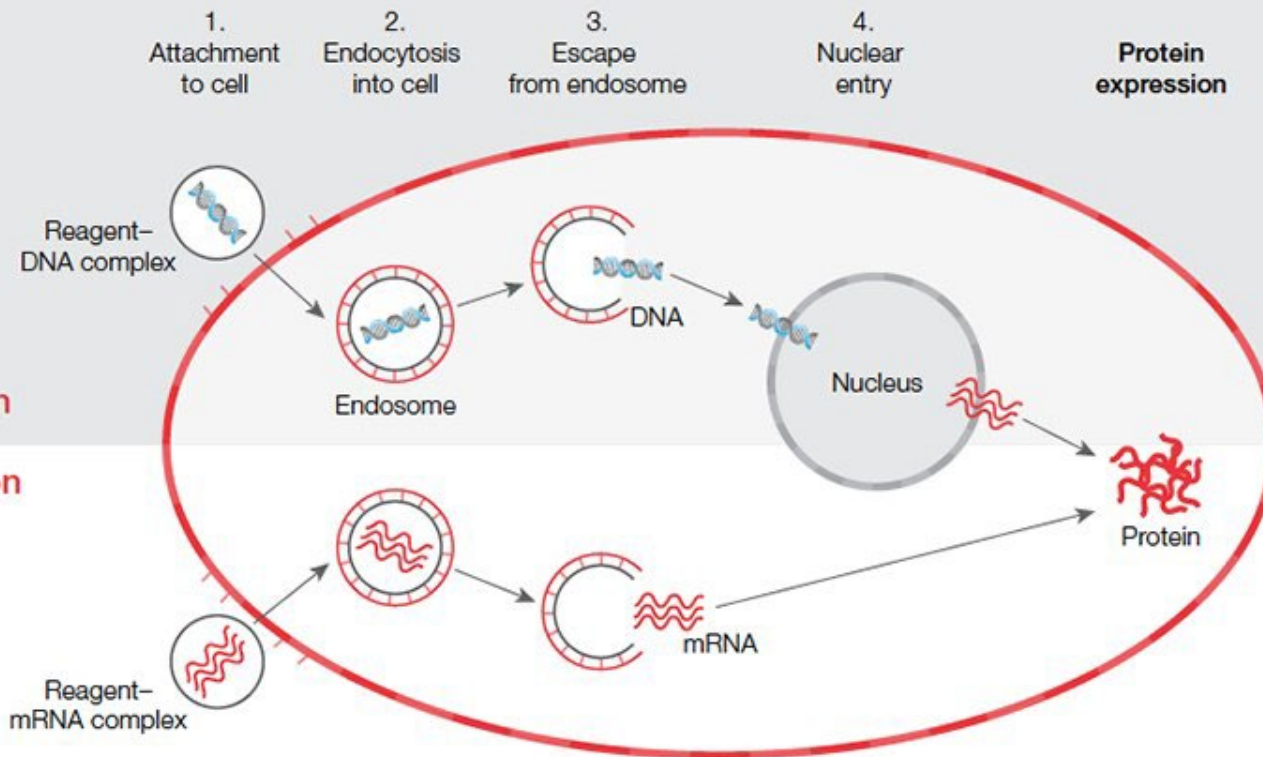 1.
Attachment
to cell
2.
Endocytosis
into cell
3.
Escape
from endosome
4.
Nuclear
entry
Protein
expression
Reagent–
DNA complex
Endosome
DNA
Nucleus
Protein
mRNA
Reagent–
mRNA complex